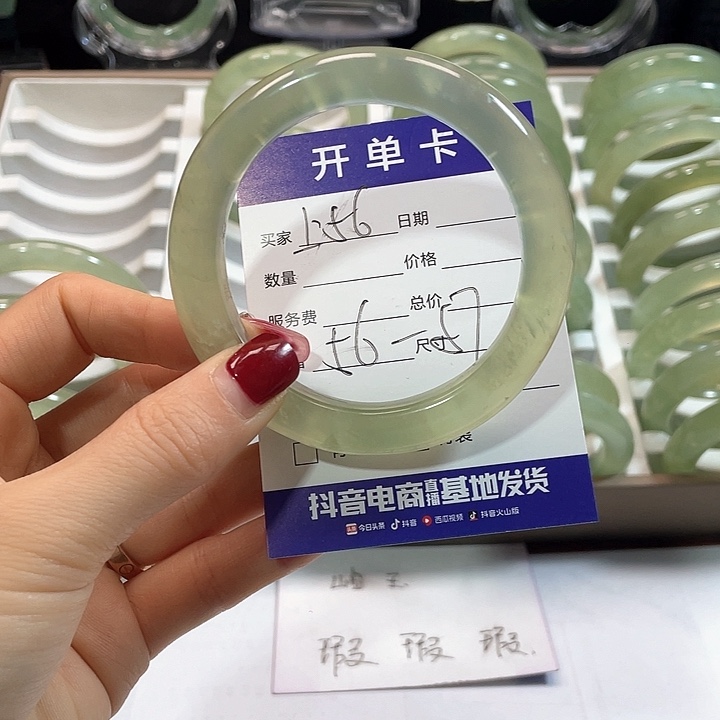 开单卡
买家 1356 日期
数量 价格
服务费 总价
56-57 尺寸
抖音电商直播基地发货
今日头条 抖音 西瓜视频 抖音火山版
岫玉
瑕 瑕 瑕.